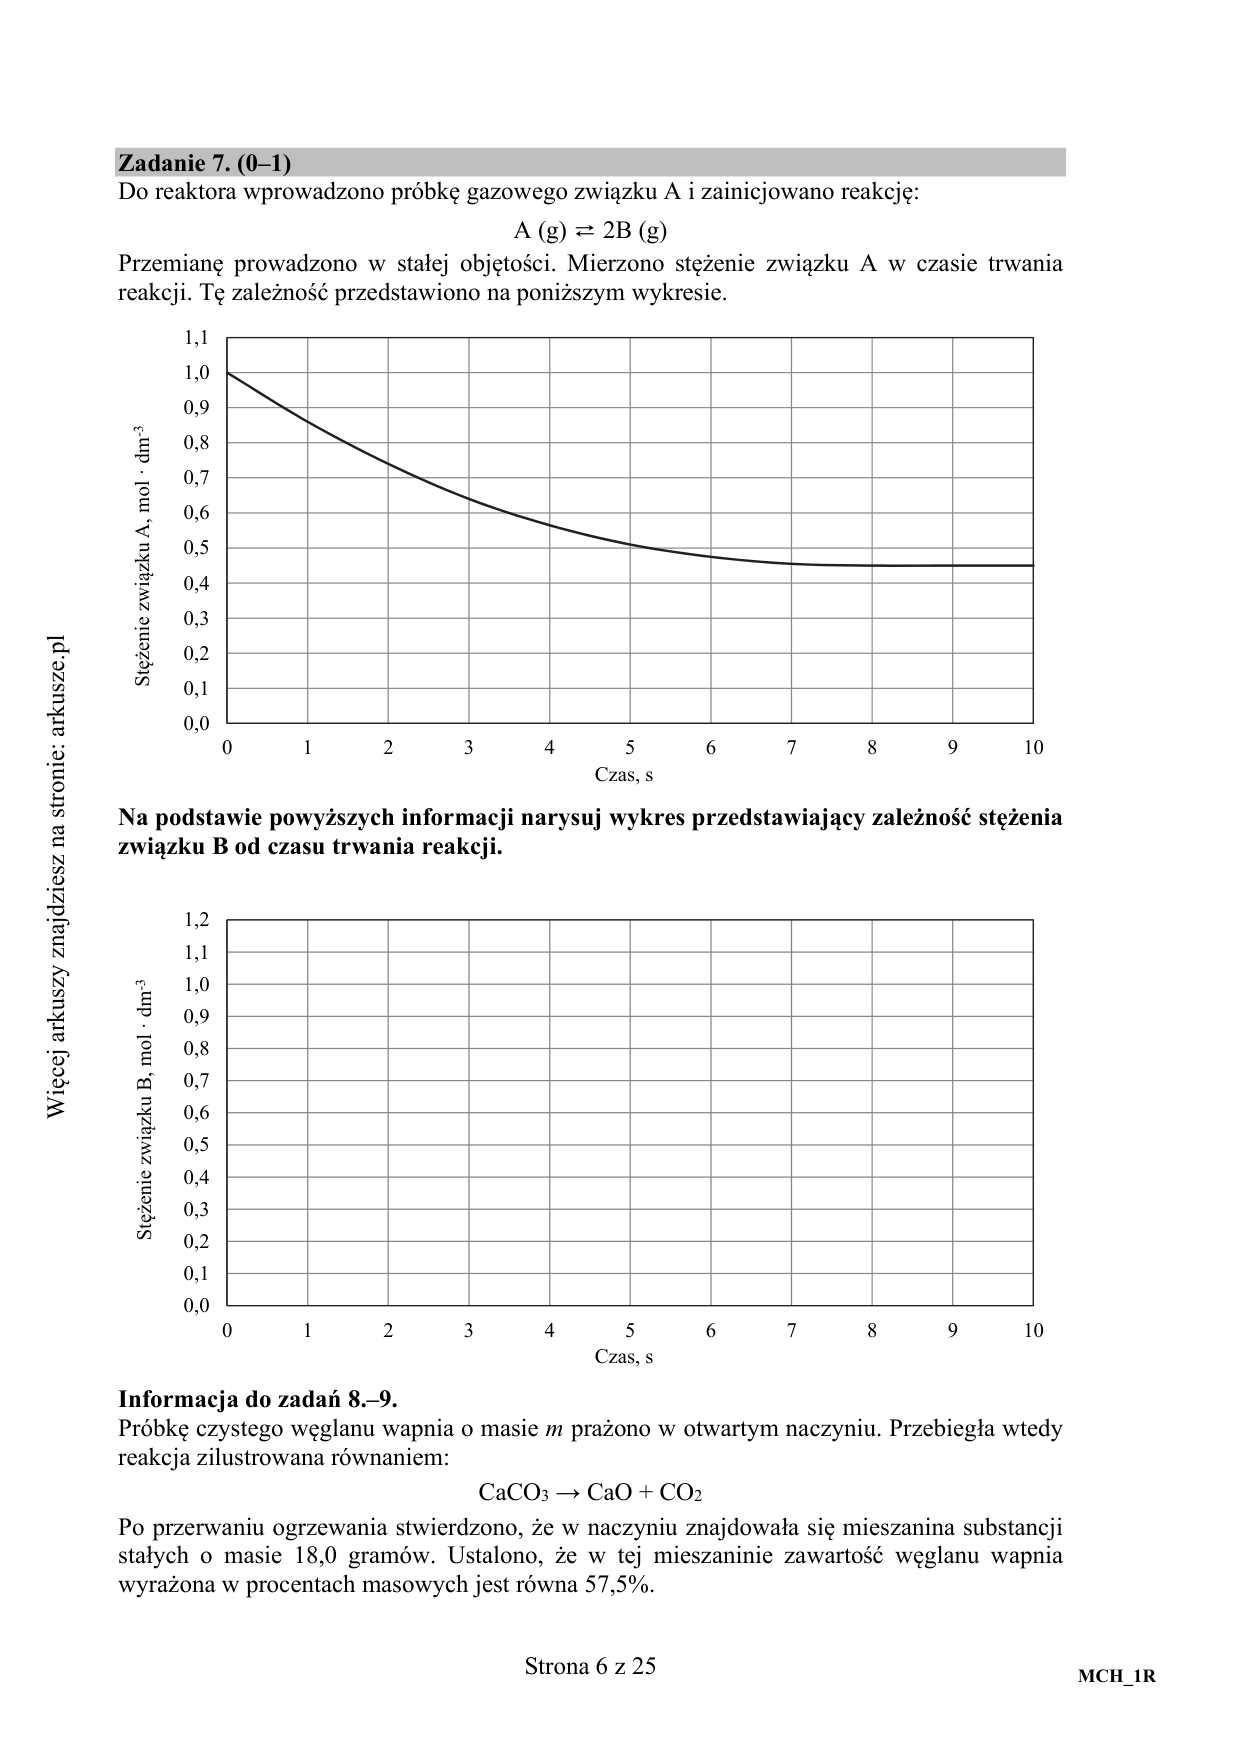 Zadanie 7. (0–1)
Do reaktora wprowadzono próbkę gazowego związku A i zainicjowano reakcję:
A (g) ⇄ 2B (g)
Przemianę prowadzono w stałej objętości. Mierzono stężenie związku A w czasie trwania
reakcji. Tę zależność przedstawiono na poniższym wykresie.
Stężenie związku A, mol · dm⁻³
1,1
1,0
0,9
0,8
0,7
0,6
0,5
0,4
0,3
0,2
0,1
0,0
0 1 2 3 4 5 6 7 8 9 10
Czas, s
Na podstawie powyższych informacji narysuj wykres przedstawiający zależność stężenia
związku B od czasu trwania reakcji.
Stężenie związku B, mol · dm⁻³
1,2
1,1
1,0
0,9
0,8
0,7
0,6
0,5
0,4
0,3
0,2
0,1
0,0
0 1 2 3 4 5 6 7 8 9 10
Czas, s
Informacja do zadań 8.–9.
Próbkę czystego węglanu wapnia o masie m prażono w otwartym naczyniu. Przebiegła wtedy
reakcja zilustrowana równaniem:
CaCO₃ → CaO + CO₂
Po przerwaniu ogrzewania stwierdzono, że w naczyniu znajdowała się mieszanina substancji
stałych o masie 18,0 gramów. Ustalono, że w tej mieszaninie zawartość węglanu wapnia
wyrażona w procentach masowych jest równa 57,5%.
Więcej arkuszy znajdziesz na stronie: arkusze.pl
Strona 6 z 25
MCH_1R